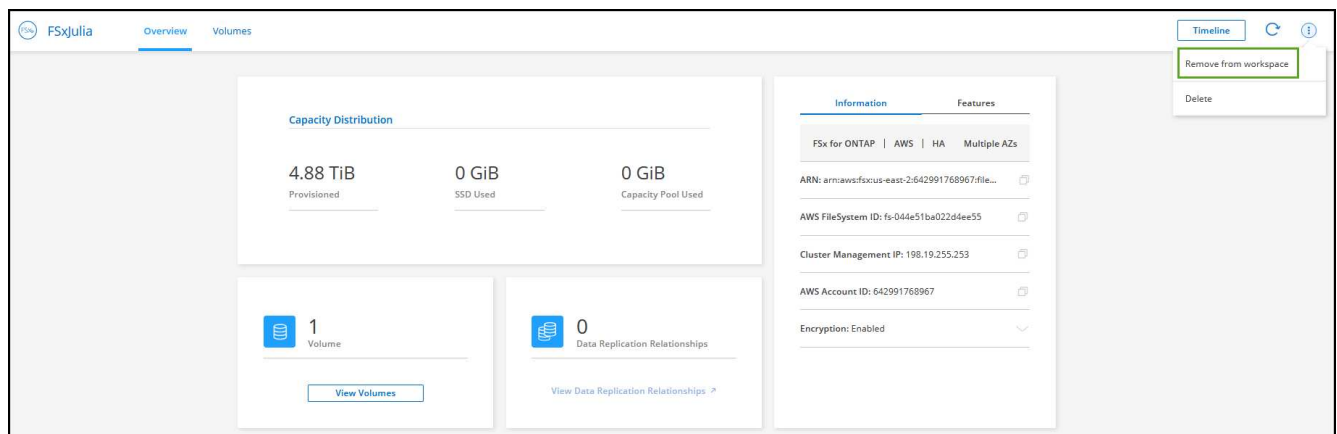 FSx FSxJulia Overview Volumes Timeline
Remove from workspace
Delete
Capacity Distribution
4.88 TiB 0 GiB 0 GiB
Provisioned SSD Used Capacity Pool Used
1
Volume
View Volumes
0
Data Replication Relationships
View Data Replication Relationships
Information Features
FSx for ONTAP | AWS | HA Multiple AZs
ARN: arn:aws:fsx:us-east-2:642991768967:file...
AWS FileSystem ID: fs-044e51ba022d4ee55
Cluster Management IP: 198.19.255.253
AWS Account ID: 642991768967
Encryption: Enabled